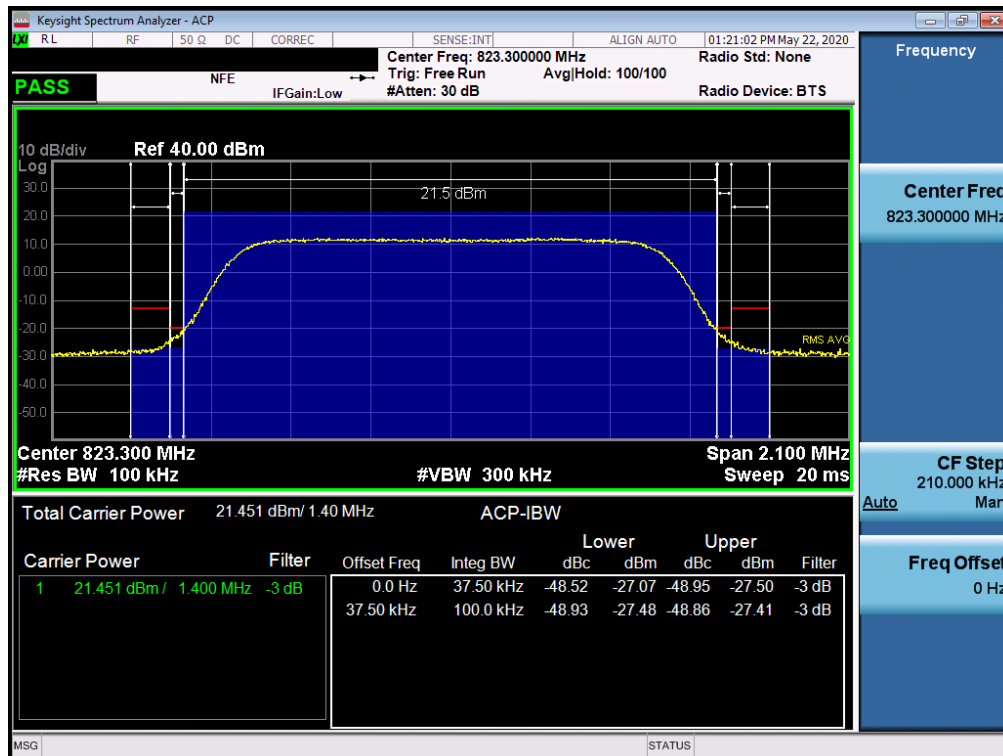 Keysight Spectrum Analyzer - ACP
LXI RL RF 50 Ω DC CORREC SENSE:INT ALIGN AUTO 01:21:02 PM May 22, 2020
Center Freq: 823.300000 MHz Radio Std: None
NFE Trig: Free Run Avg|Hold: 100/100
PASS IFGain:Low #Atten: 30 dB Radio Device: BTS
10 dB/div Ref 40.00 dBm
Log
30.0
21.5 dBm
20.0
10.0
0.00
-10.0
-20.0
RMS AVG
-30.0
-40.0
-50.0
Center 823.300 MHz Span 2.100 MHz
#Res BW 100 kHz #VBW 300 kHz Sweep 20 ms
Total Carrier Power 21.451 dBm/ 1.40 MHz ACP-IBW
Lower Upper
Carrier Power Filter Offset Freq Integ BW dBc dBm dBc dBm Filter
1 21.451 dBm / 1.400 MHz -3 dB 0.0 Hz 37.50 kHz -48.52 -27.07 -48.95 -27.50 -3 dB
37.50 kHz 100.0 kHz -48.93 -27.48 -48.86 -27.41 -3 dB
MSG STATUS
Frequency
Center Freq
823.300000 MHz
CF Step
210.000 kHz
Auto Man
Freq Offset
0 Hz